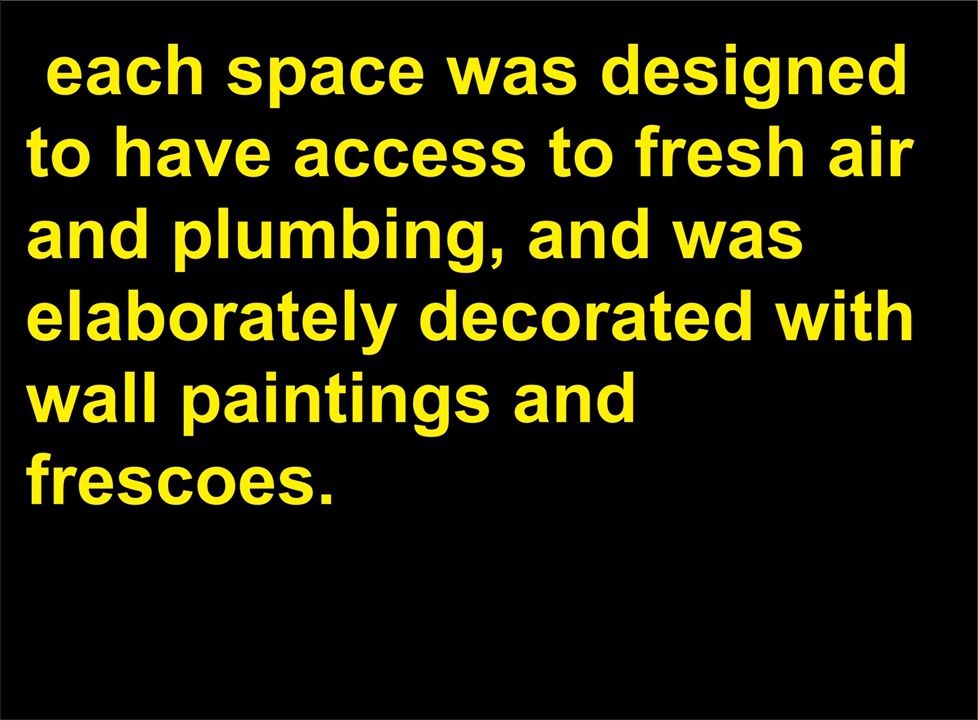 each space was designed
to have access to fresh air
and plumbing, and was
elaborately decorated with
wall paintings and
frescoes.